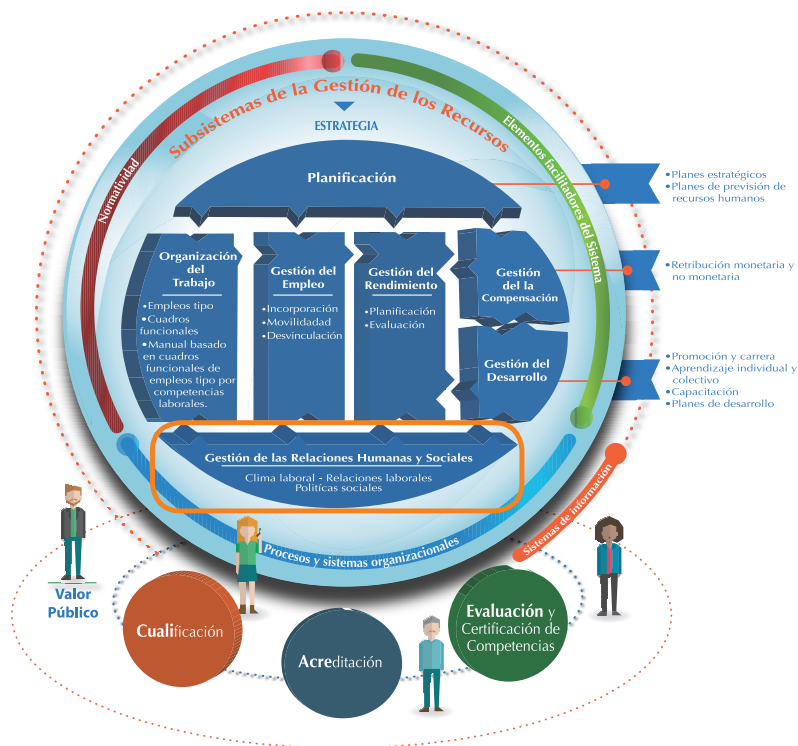 Subsistemas de la Gestión de los Recursos
Normatividad
Elementos facilitadores del Sistema
ESTRATEGIA
Planificación
•Planes estratégicos
•Planes de previsión de
recursos humanos
Organización
del
Trabajo
•Empleos tipo
•Cuadros
funcionales
•Manual basado
en cuadros
funcionales de
empleos tipo por
competencias
laborales.
Gestión del
Empleo
•Incorporación
•Movilidadad
•Desvinculación
Gestión del
Rendimiento
•Planificación
•Evaluación
Gestión
del la
Compensación
•Retribución monetaria y
no monetaria
Gestión del
Desarrollo
•Promoción y carrera
•Aprendizaje individual y
colectivo
•Capacitación
•Planes de desarrollo
Gestión de las Relaciones Humanas y Sociales
Clima laboral - Relaciones laborales
Politícas sociales
Procesos y sistemas organizacionales
Sistemas de información
Valor
Público
Cualificación
Acreditación
Evaluación y
Certificación de
Competencias